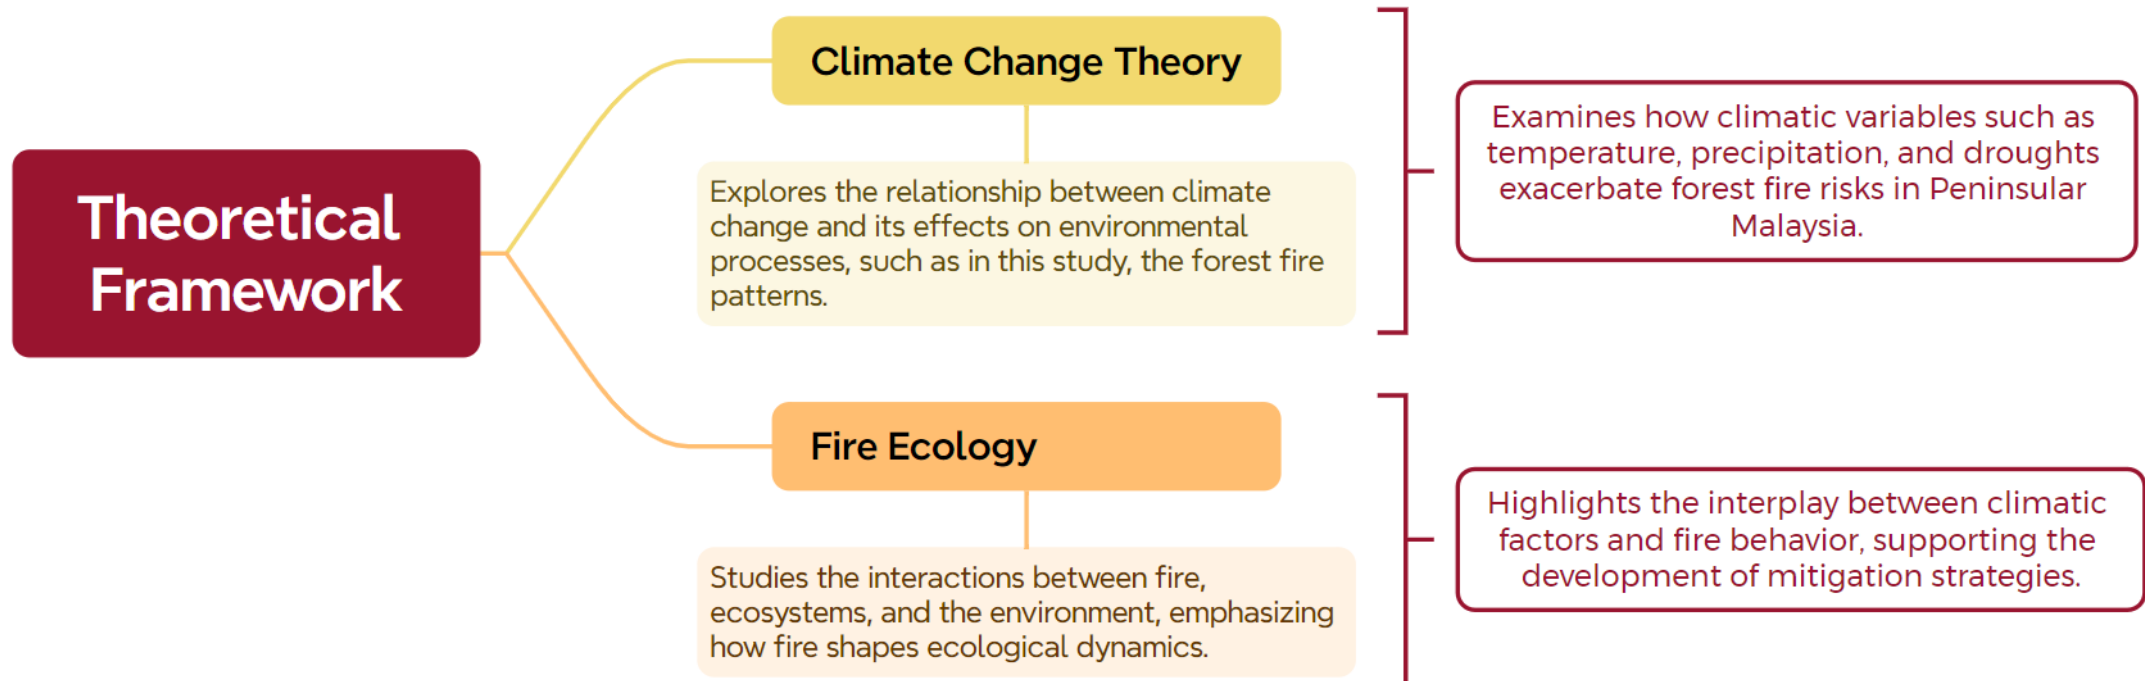 Theoretical
Framework
Climate Change Theory
Explores the relationship between climate
change and its effects on environmental
processes, such as in this study, the forest fire
patterns.
Examines how climatic variables such as
temperature, precipitation, and droughts
exacerbate forest fire risks in Peninsular
Malaysia.
Fire Ecology
Studies the interactions between fire,
ecosystems, and the environment, emphasizing
how fire shapes ecological dynamics.
Highlights the interplay between climatic
factors and fire behavior, supporting the
development of mitigation strategies.